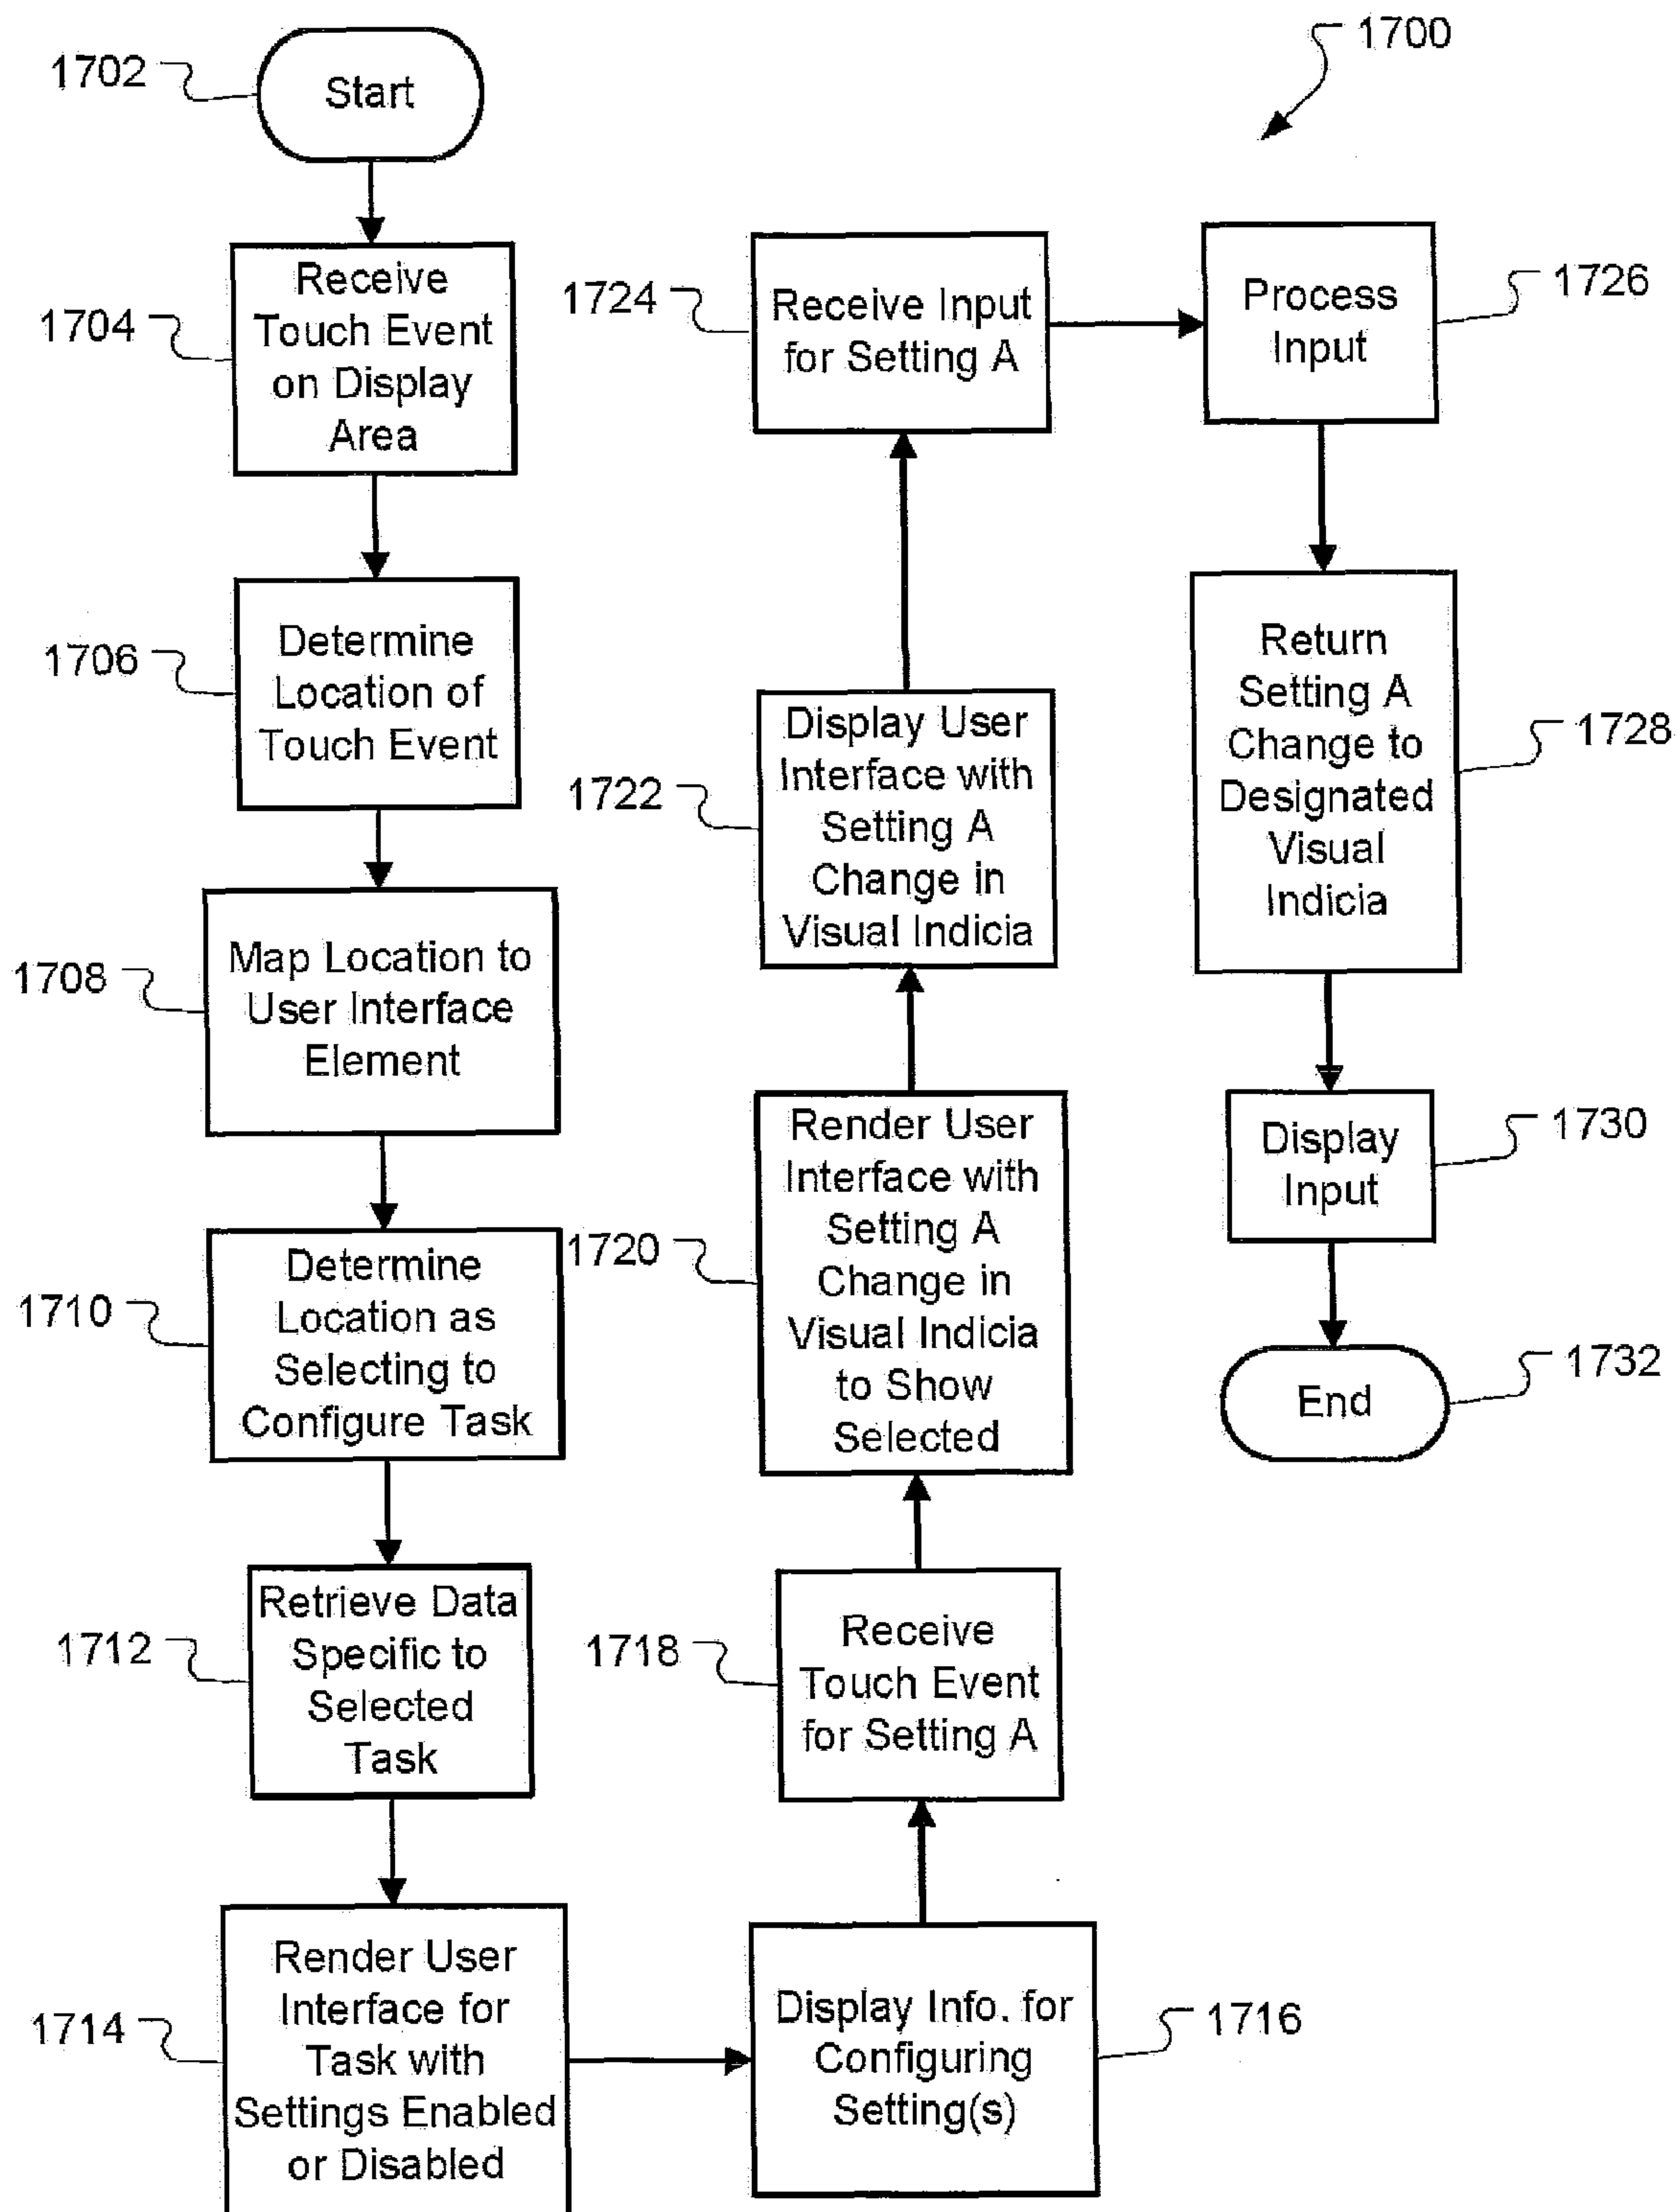 1700
1702
Start
1704
Receive
Touch Event
on Display
Area
1706
Determine
Location of
Touch Event
1708
Map Location to
User Interface
Element
1710
Determine
Location as
Selecting to
Configure Task
1712
Retrieve Data
Specific to
Selected
Task
1714
Render User
Interface for
Task with
Settings Enabled
or Disabled
1716
Display Info. for
Configuring
Setting(s)
1718
Receive
Touch Event
for Setting A
1720
Render User
Interface with
Setting A
Change in
Visual Indicia
to Show
Selected
1722
Display User
Interface with
Setting A
Change in
Visual Indicia
1724
Receive Input
for Setting A
1726
Process
Input
1728
Return
Setting A
Change to
Designated
Visual
Indicia
1730
Display
Input
1732
End